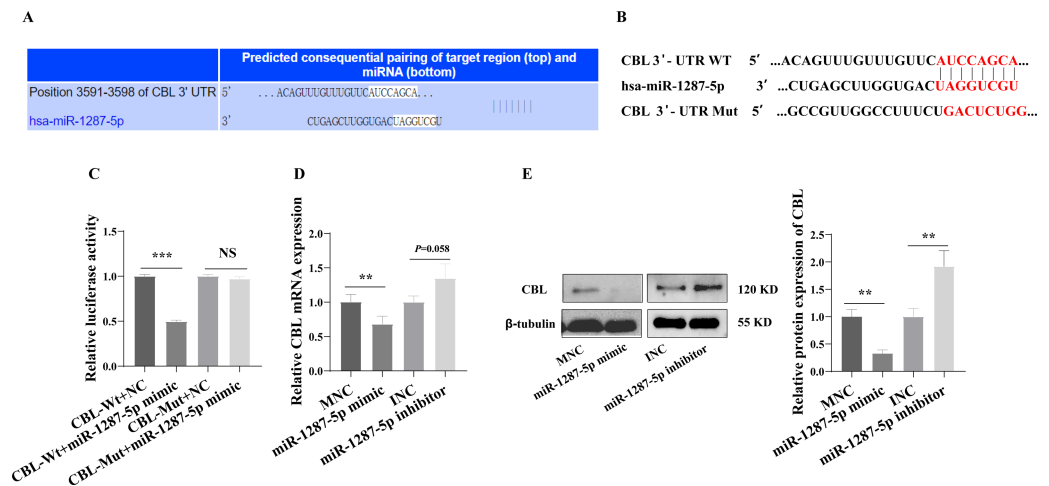 A
Predicted consequential pairing of target region (top) and
miRNA (bottom)
Position 3591-3598 of CBL 3' UTR 5' ...ACAGUUUGUUUGUUCAUCCAGCA...
hsa-miR-1287-5p 3' CUGAGCUUGGUGACUAGGUCGU
B
CBL 3'- UTR WT 5' ...ACAGUUUGUUUGUUCAUCCAGCA...
hsa-miR-1287-5p 3' CUGAGCUUGGUGACUAGGUCGU
CBL 3'- UTR Mut 5' ...GCCGUUGGCCUUUCUGACUCUGG...
C
Relative luciferase activity
1.5
1.0
0.5
0.0
***
NS
CBL-Wt+NC
CBL-Wt+miR-1287-5p mimic
CBL-Mut+NC
CBL-Mut+miR-1287-5p mimic
D
Relative CBL mRNA expression
2.0
1.5
1.0
0.5
0.0
**
P=0.058
MNC
miR-1287-5p mimic
INC
miR-1287-5p inhibitor
E
CBL
120 KD
β-tubulin
55 KD
MNC
miR-1287-5p mimic
INC
miR-1287-5p inhibitor
Relative protein expression of CBL
2.5
2.0
1.5
1.0
0.5
0.0
**
**
MNC
miR-1287-5p mimic
INC
miR-1287-5p inhibitor